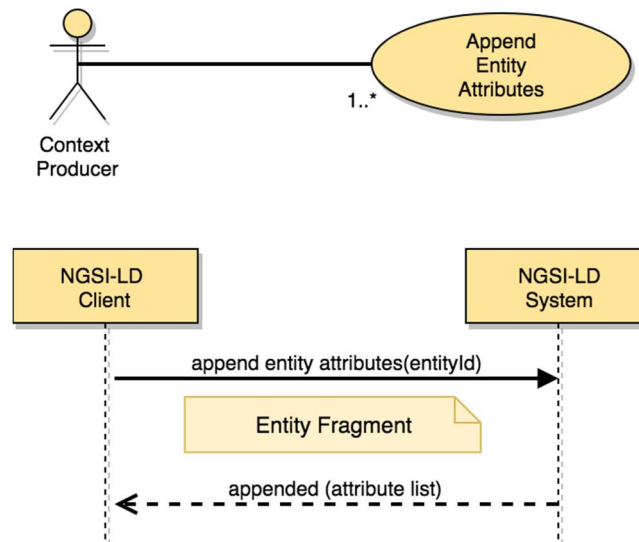 Append
Entity
Attributes
1..*
Context
Producer
NGSI-LD
Client
NGSI-LD
System
append entity attributes(entityId)
Entity Fragment
appended (attribute list)